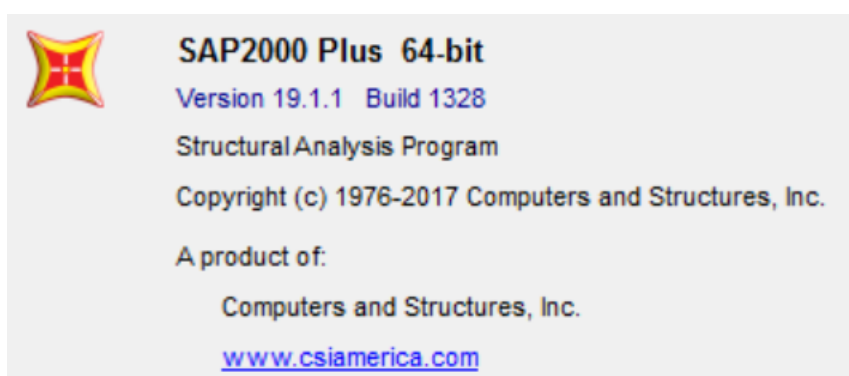 SAP2000 Plus 64-bit
Version 19.1.1 Build 1328
Structural Analysis Program
Copyright (c) 1976-2017 Computers and Structures, Inc.
A product of:
Computers and Structures, Inc.
www.csiamerica.com